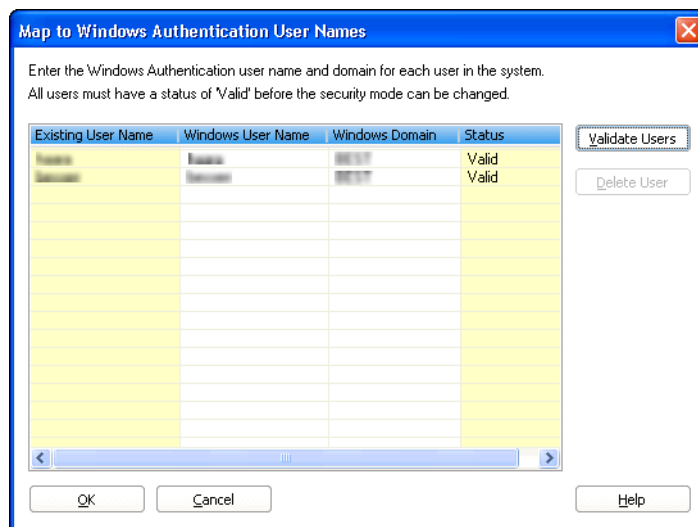 Map to Windows Authentication User Names
Enter the Windows Authentication user name and domain for each user in the system.
All users must have a status of 'Valid' before the security mode can be changed.
Existing User Name Windows User Name Windows Domain Status
Valid
Valid
Validate Users
Delete User
OK Cancel Help